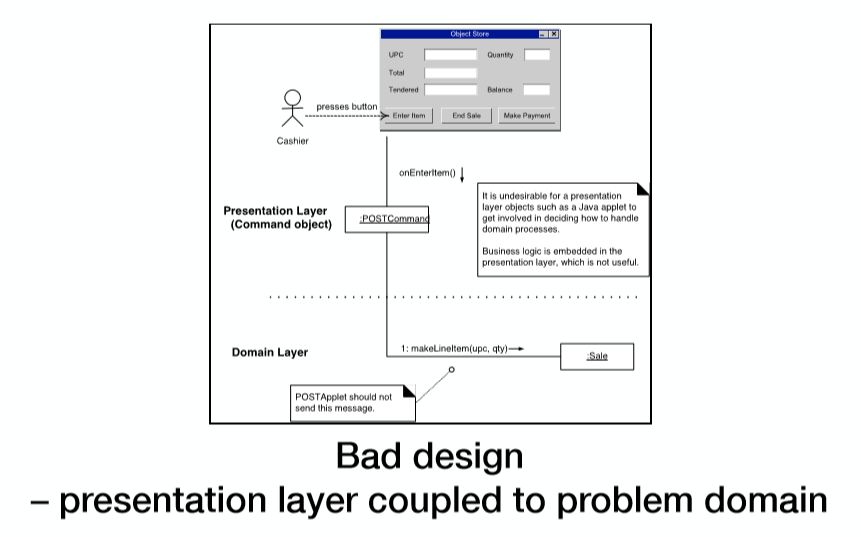 Object Store
UPC
Quantity
Total
Tendered
Balance
presses button
Enter Item
End Sale
Make Payment
Cashier
onEnterItem()
It is undesirable for a presentation
layer objects such as a Java applet to
get involved in deciding how to handle
domain processes.
Business logic is embedded in the
presentation layer, which is not useful.
Presentation Layer
(Command object)
:POSTCommand
Domain Layer
1: makeLineItem(upc, qty)
:Sale
POSTApplet should not
send this message.
Bad design
– presentation layer coupled to problem domain